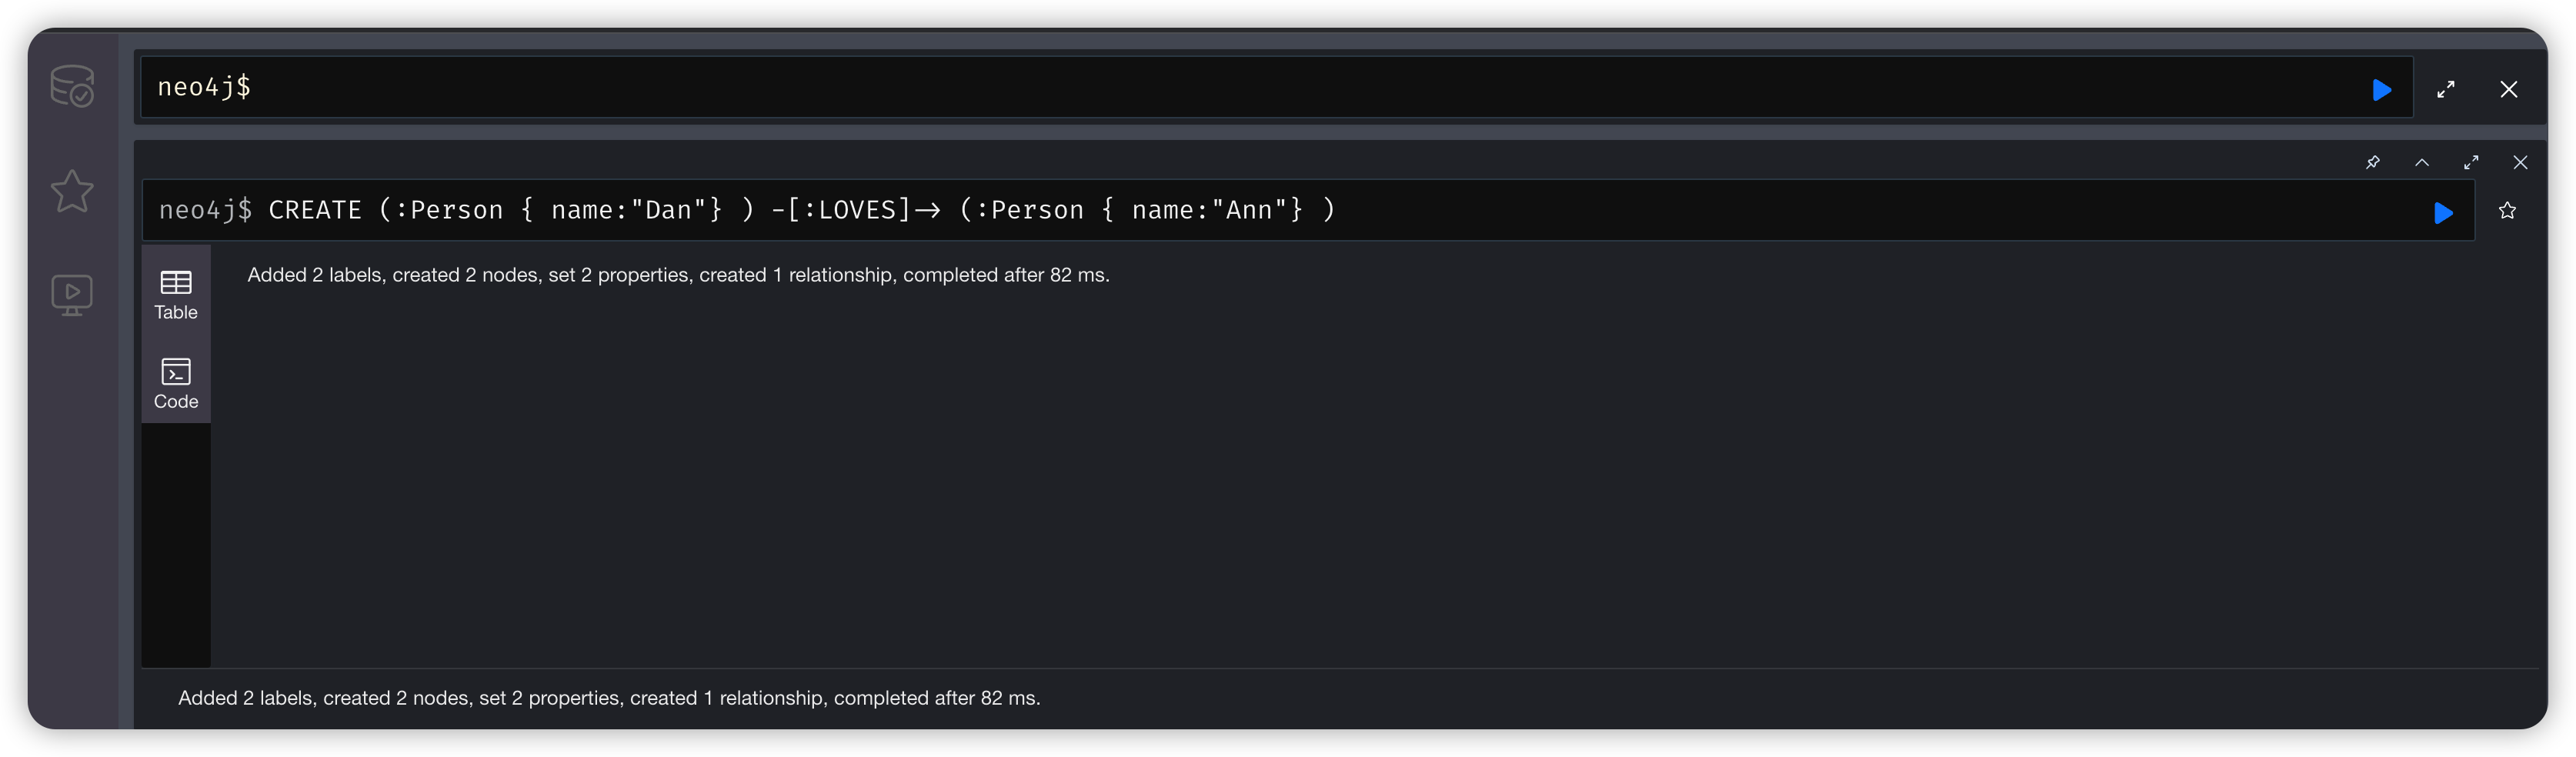 neo4j$
neo4j$ CREATE (:Person { name:"Dan"} ) -[:LOVES]-> (:Person { name:"Ann"} )
Added 2 labels, created 2 nodes, set 2 properties, created 1 relationship, completed after 82 ms.
Table
Code
Added 2 labels, created 2 nodes, set 2 properties, created 1 relationship, completed after 82 ms.